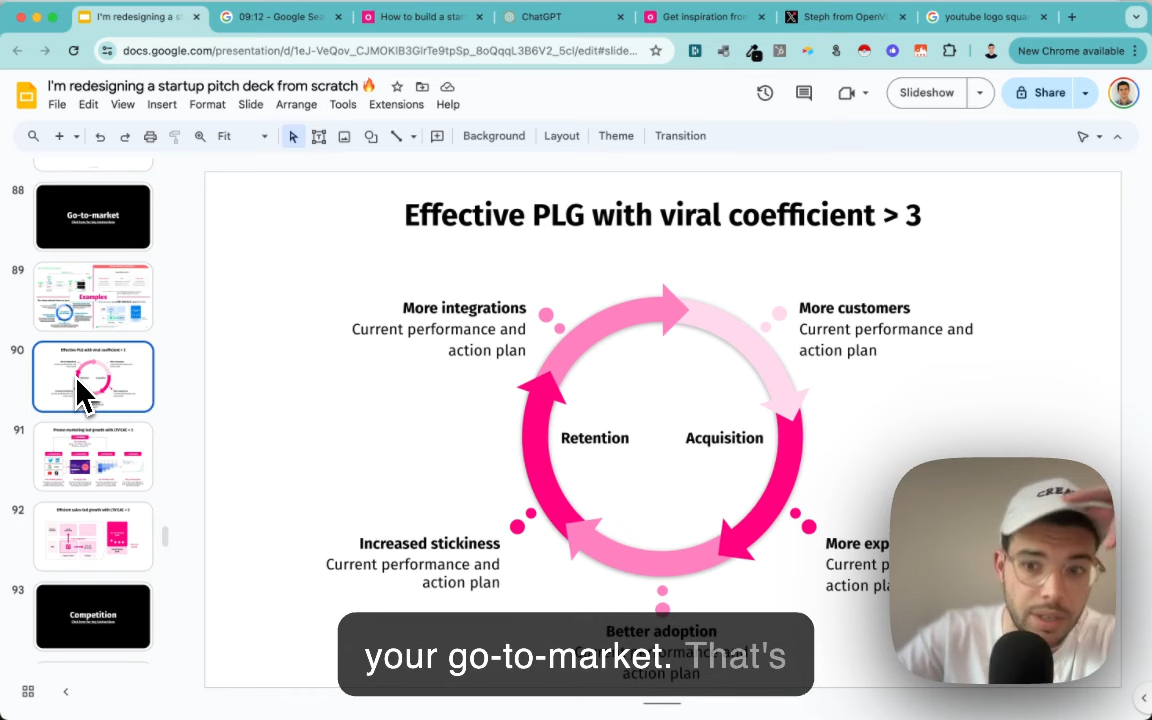 I'm redesigning a s
09:12 - Google Sea
How to build a star
ChatGPT
Get inspiration from
Steph from OpenV
youtube logo squa
docs.google.com/presentation/d/1eJ-VeQov_CJMOKIB3GlrTe9tpSp_8oQqqL3B6V2_5cI/edit#slide...
New Chrome available
I'm redesigning a startup pitch deck from scratch
File Edit View Insert Format Slide Arrange Tools Extensions Help
Slideshow
Share
Fit
Background
Layout
Theme
Transition
88
Go-to-market
89
Examples
90
Effective PLG with viral coefficient > 3
91
92
93
Competition
Effective PLG with viral coefficient > 3
More integrations
Current performance and
action plan
More customers
Current performance and
action plan
Retention
Acquisition
Increased stickiness
Current performance and
action plan
More exp
Current p
action pla
Better adoption
action plan
your go-to-market. That's
CREA